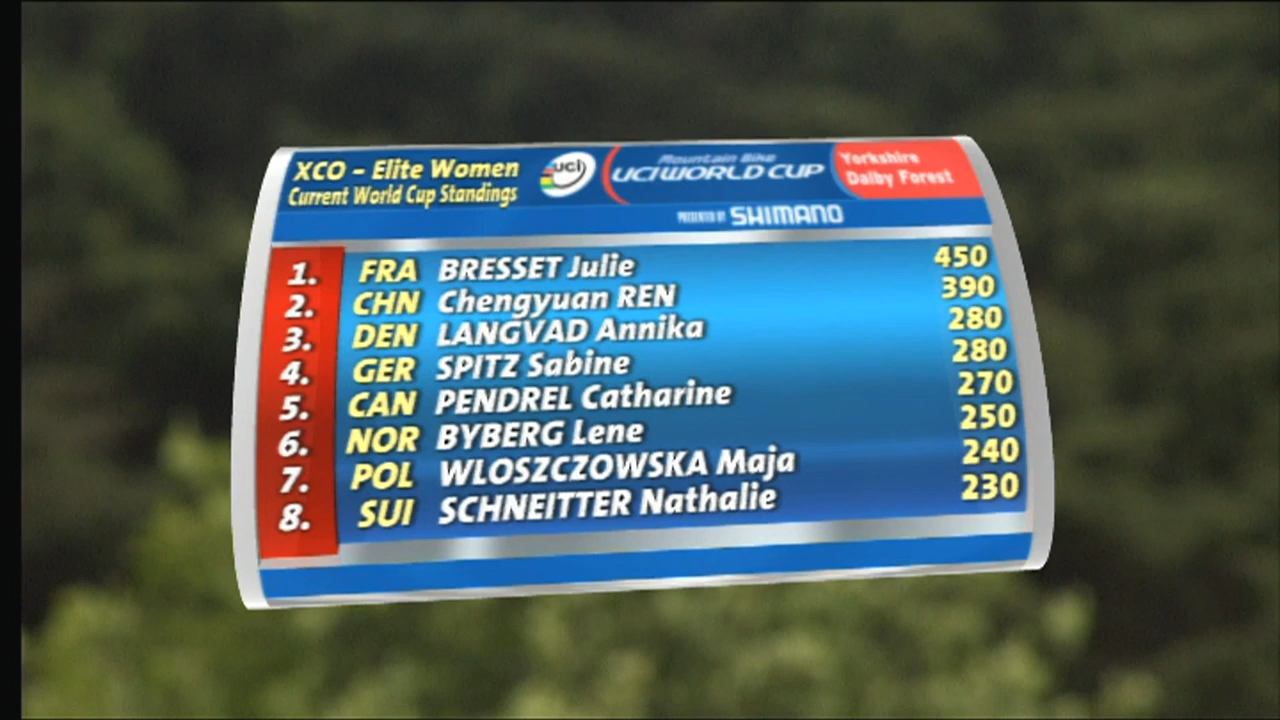 XCO - Elite Women
Current World Cup Standings
uci
Mountain Bike
UCI WORLD CUP
Yorkshire
Dalby Forest
PRESENTED BY SHIMANO
1. FRA BRESSET Julie 450
2. CHN Chengyuan REN 390
3. DEN LANGVAD Annika 280
4. GER SPITZ Sabine 280
5. CAN PENDREL Catharine 270
6. NOR BYBERG Lene 250
7. POL WLOSZCZOWSKA Maja 240
8. SUI SCHNEITTER Nathalie 230